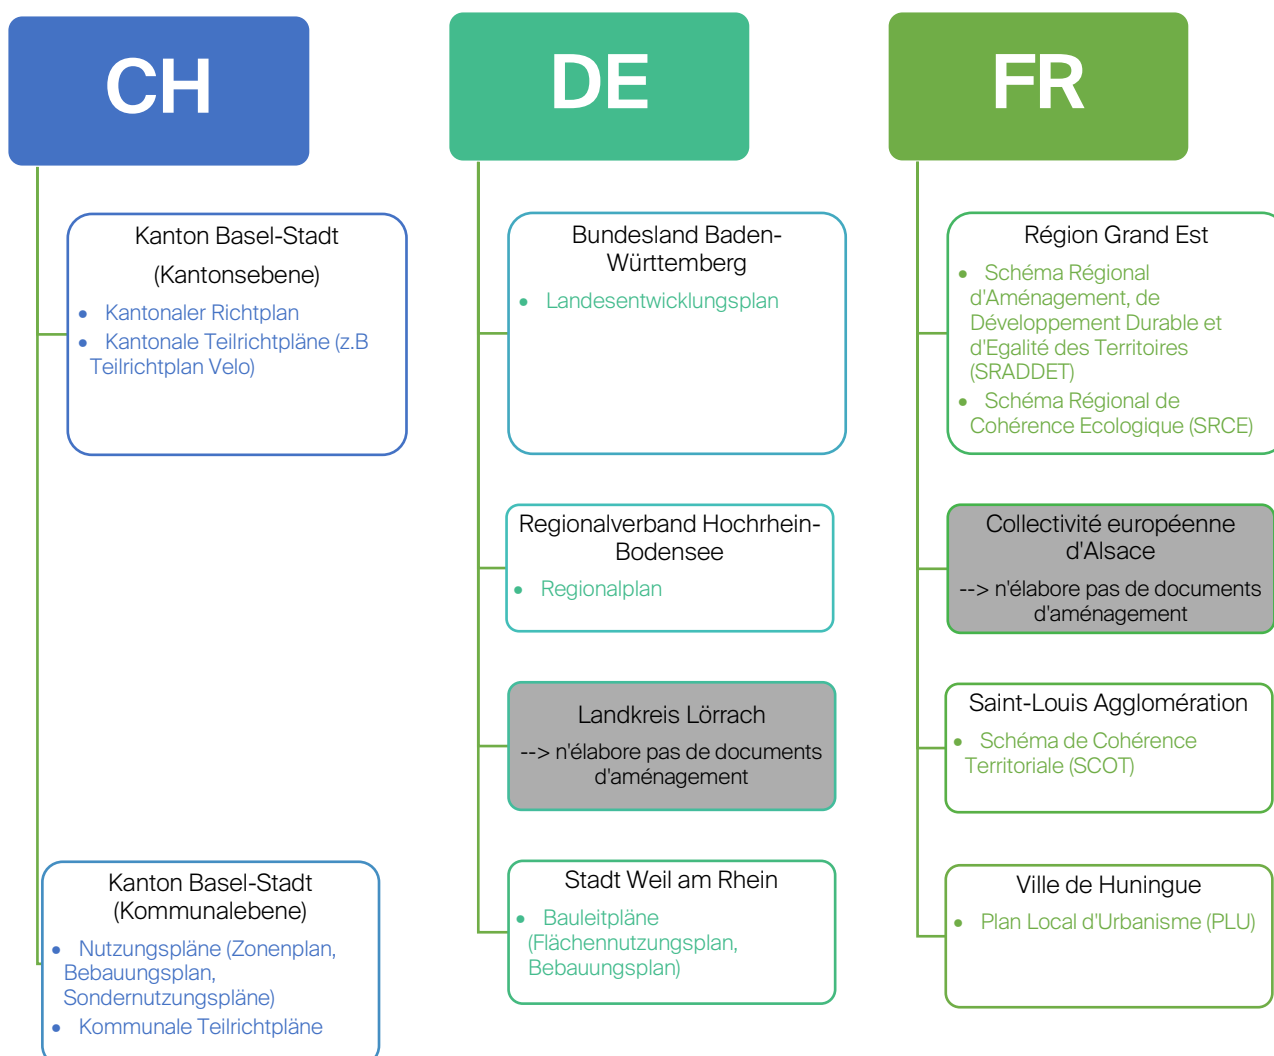 CH
Kanton Basel-Stadt
(Kantonsebene)
• Kantonaler Richtplan
• Kantonale Teilrichtpläne (z.B
Teilrichtplan Velo)
Kanton Basel-Stadt
(Kommunalebene)
• Nutzungspläne (Zonenplan,
Bebauungsplan,
Sondernutzungspläne)
• Kommunale Teilrichtpläne
DE
Bundesland Baden-
Württemberg
• Landesentwicklungsplan
Regionalverband Hochrhein-
Bodensee
• Regionalplan
Landkreis Lörrach
--> n'élabore pas de documents
d'aménagement
Stadt Weil am Rhein
• Bauleitpläne
(Flächennutzungsplan,
Bebauungsplan)
FR
Région Grand Est
• Schéma Régional
d'Aménagement, de
Développement Durable et
d'Egalité des Territoires
(SRADDET)
• Schéma Régional de
Cohérence Ecologique (SRCE)
Collectivité européenne
d'Alsace
--> n'élabore pas de documents
d'aménagement
Saint-Louis Agglomération
• Schéma de Cohérence
Territoriale (SCOT)
Ville de Huningue
• Plan Local d'Urbanisme (PLU)